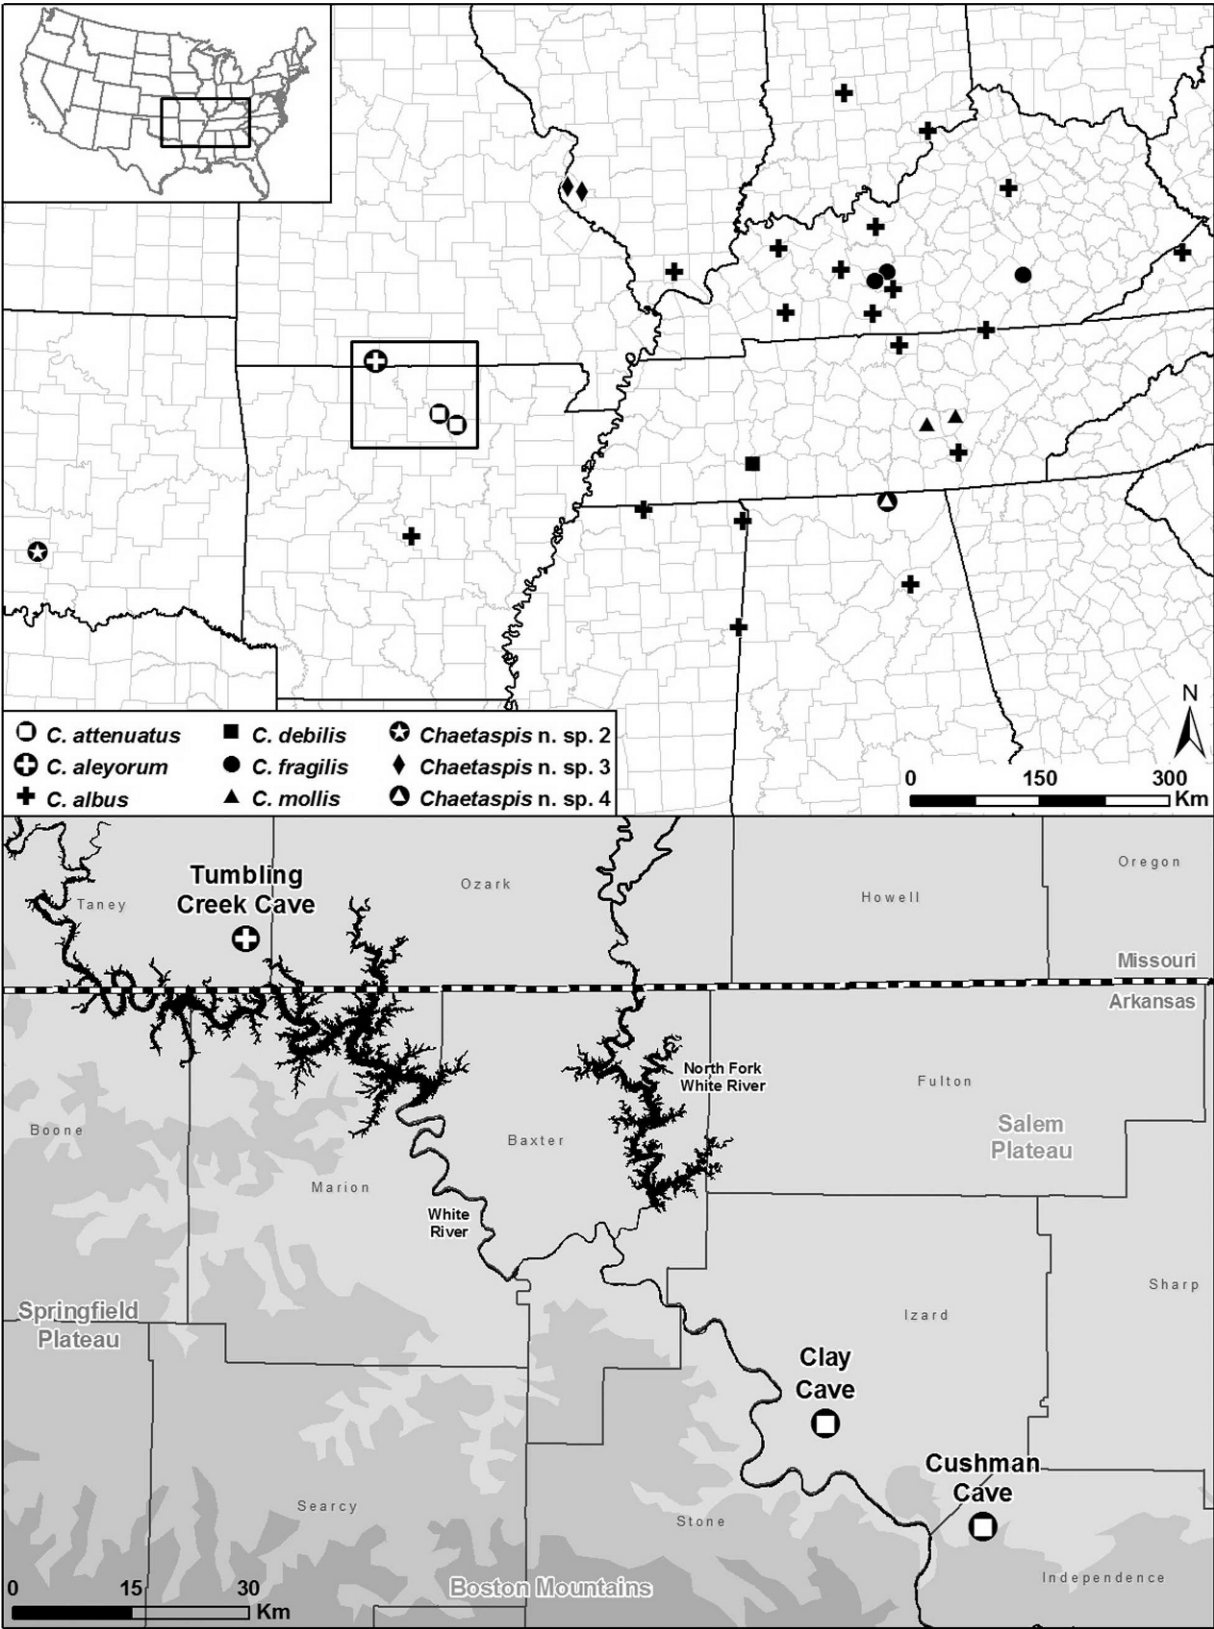 C. attenuatus
C. aleyorum
C. albus
C. debilis
C. fragilis
C. mollis
Chaetaspis n. sp. 2
Chaetaspis n. sp. 3
Chaetaspis n. sp. 4
N
0 150 300
Km
Tumbling
Creek Cave
Taney
Ozark
Howell
Oregon
Missouri
Arkansas
North Fork
White River
Fulton
Salem
Plateau
Boone
Baxter
Marion
White
River
Sharp
Springfield
Plateau
Izard
Clay
Cave
Cushman
Cave
Searcy
Stone
Independence
Boston Mountains
0 15 30
Km